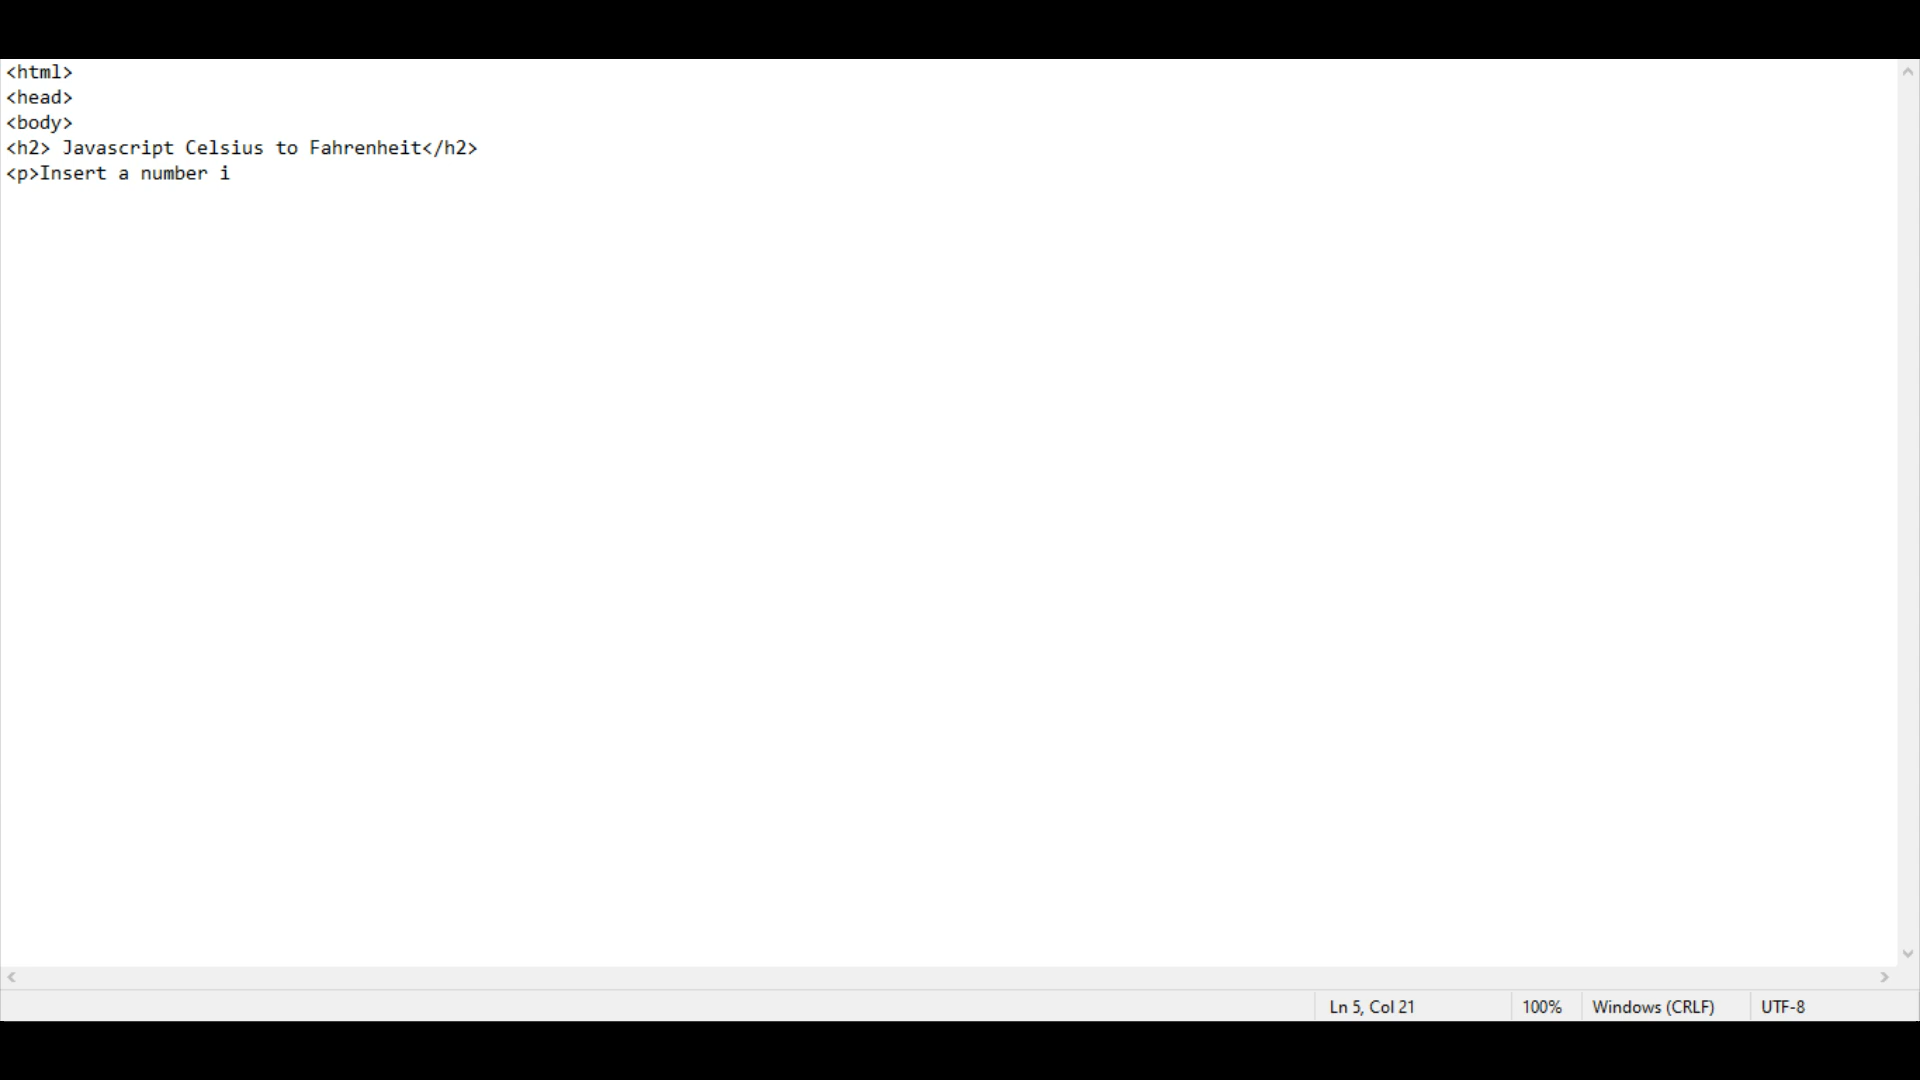 <html>
<head>
<body>
<h2> Javascript Celsius to Fahrenheit</h2>
<p>Insert a number i
Ln 5, Col 21 100% Windows (CRLF) UTF-8